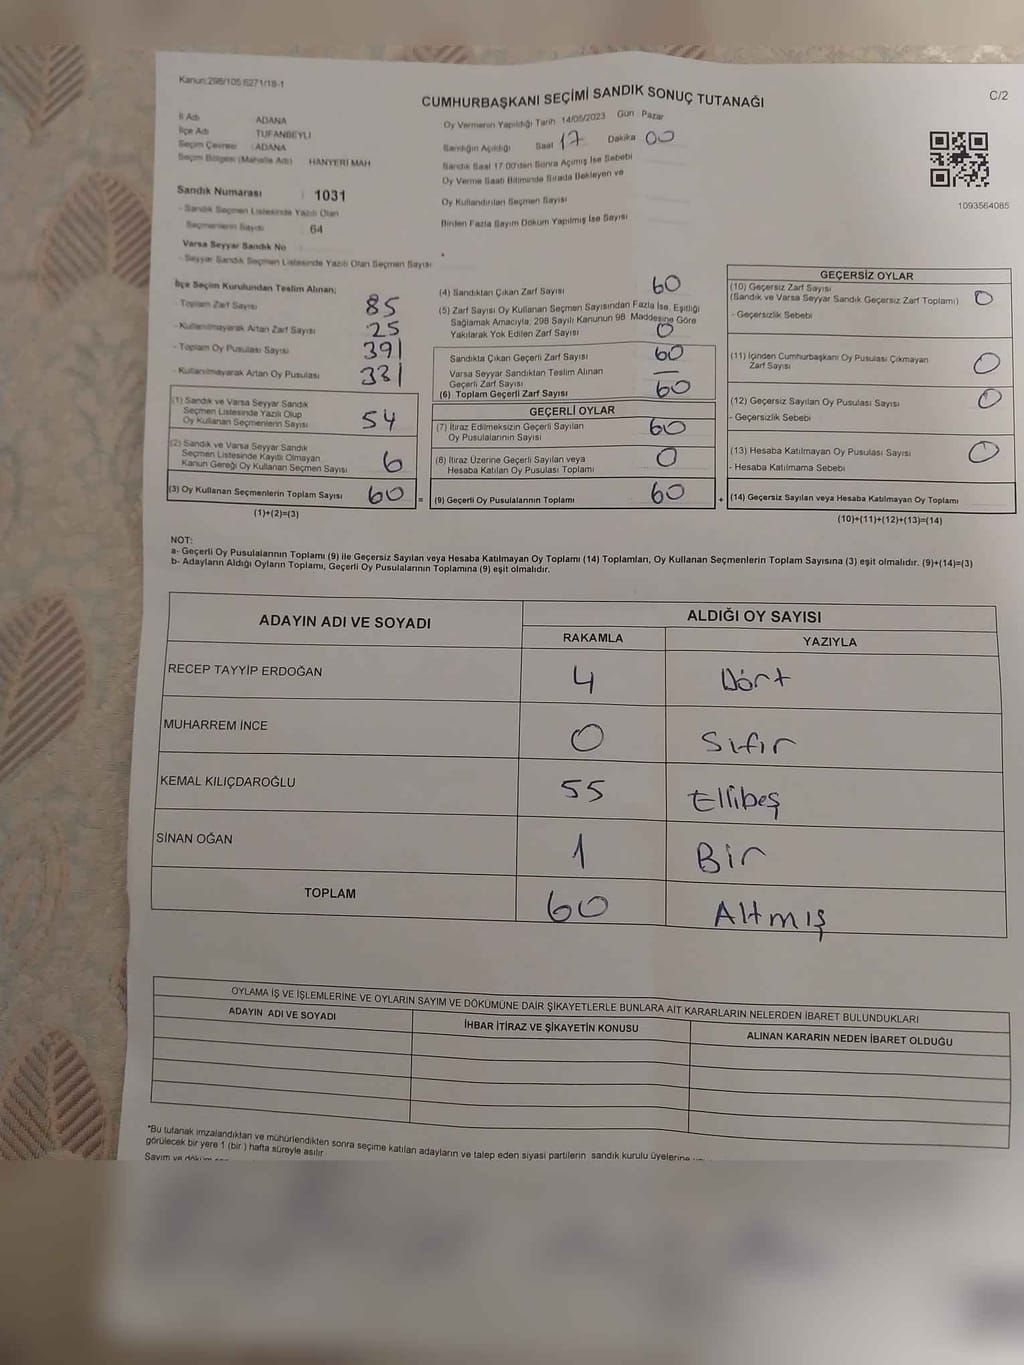 Kanun:298/105:6271/18-1
CUMHURBAŞKANI SEÇİMİ SANDIK SONUÇ TUTANAĞI
C/2
İl Adı ADANA
İlçe Adı TUFANBEYLİ
Seçim Çevresi : ADANA
Seçim Bölgesi (Mahalle Adı) HANYERİ MAH
Sandık Numarası : 1031
- Sandık Seçmen Listesinde Yazılı Olan
Seçmenlerin Sayısı 64
Varsa Seyyar Sandık No
- Seyyar Sandık Seçmen Listesinde Yazılı Olan Seçmen Sayısı
Oy Vermenin Yapıldığı Tarih 14/05/2023 Gün Pazar
Sandığın Açıldığı Saat 17 Dakika 00
Sandık Saat 17.00'den Sonra Açılmış İse Sebebi
Oy Verme Saati Bitiminde Sırada Bekleyen ve
Oy Kullandırılan Seçmen Sayısı
Birden Fazla Sayım Döküm Yapılmış İse Sayısı
1093564085
İlçe Seçim Kurulundan Teslim Alınan;
- Toplam Zarf Sayısı 85
- Kullanılmayarak Artan Zarf Sayısı 25
- Toplam Oy Pusulası Sayısı 391
- Kullanılmayarak Artan Oy Pusulası 331
(1) Sandık ve Varsa Seyyar Sandık
Seçmen Listesinde Yazılı Olup
Oy Kullanan Seçmenlerin Sayısı 54
(2) Sandık ve Varsa Seyyar Sandık
Seçmen Listesinde Kayıtlı Olmayan
Kanun Gereği Oy Kullanan Seçmen Sayısı 6
(3) Oy Kullanan Seçmenlerin Toplam Sayısı 60 =
(1)+(2)=(3)
(4) Sandıktan Çıkan Zarf Sayısı 60
(5) Zarf Sayısı Oy Kullanan Seçmen Sayısından Fazla İse, Eşitliği
Sağlamak Amacıyla, 298 Sayılı Kanunun 98. Maddesine Göre
Yakılarak Yok Edilen Zarf Sayısı 0
Sandıkta Çıkan Geçerli Zarf Sayısı 60
Varsa Seyyar Sandıktan Teslim Alınan
Geçerli Zarf Sayısı —
(6) Toplam Geçerli Zarf Sayısı 60
GEÇERLİ OYLAR
(7) İtiraz Edilmeksizin Geçerli Sayılan
Oy Pusulalarının Sayısı 60
(8) İtiraz Üzerine Geçerli Sayılan veya
Hesaba Katılan Oy Pusulası Toplamı 0
(9) Geçerli Oy Pusulalarının Toplamı 60 +
GEÇERSİZ OYLAR
(10) Geçersiz Zarf Sayısı
(Sandık ve Varsa Seyyar Sandık Geçersiz Zarf Toplamı) 0
- Geçersizlik Sebebi
(11) İçinden Cumhurbaşkanı Oy Pusulası Çıkmayan
Zarf Sayısı 0
(12) Geçersiz Sayılan Oy Pusulası Sayısı 0
- Geçersizlik Sebebi
(13) Hesaba Katılmayan Oy Pusulası Sayısı 0
- Hesaba Katılmama Sebebi
(14) Geçersiz Sayılan veya Hesaba Katılmayan Oy Toplamı
(10)+(11)+(12)+(13)=(14)
NOT:
a- Geçerli Oy Pusulalarının Toplamı (9) ile Geçersiz Sayılan veya Hesaba Katılmayan Oy Toplamı (14) Toplamları, Oy Kullanan Seçmenlerin Toplam Sayısına (3) eşit olmalıdır. (9)+(14)=(3)
b- Adayların Aldığı Oyların Toplamı, Geçerli Oy Pusulalarının Toplamına (9) eşit olmalıdır.
ADAYIN ADI VE SOYADI ALDIĞI OY SAYISI
RAKAMLA YAZIYLA
RECEP TAYYİP ERDOĞAN 4 Dört
MUHARREM İNCE 0 Sıfır
KEMAL KILIÇDAROĞLU 55 Ellibeş
SİNAN OĞAN 1 Bir
TOPLAM 60 Altmış
OYLAMA İŞ VE İŞLEMLERİNE VE OYLARIN SAYIM VE DÖKÜMÜNE DAİR ŞİKAYETLERLE BUNLARA AİT KARARLARIN NELERDEN İBARET BULUNDUKLARI
ADAYIN ADI VE SOYADI İHBAR İTİRAZ VE ŞİKAYETİN KONUSU ALINAN KARARIN NEDEN İBARET OLDUĞU
*Bu tutanak imzalandıktan ve mühürlendikten sonra seçime katılan adayların ve talep eden siyasi partilerin sandık kurulu üyelerine
görülecek bir yere 1 (bir ) hafta süreyle asılır.
Sayım ve